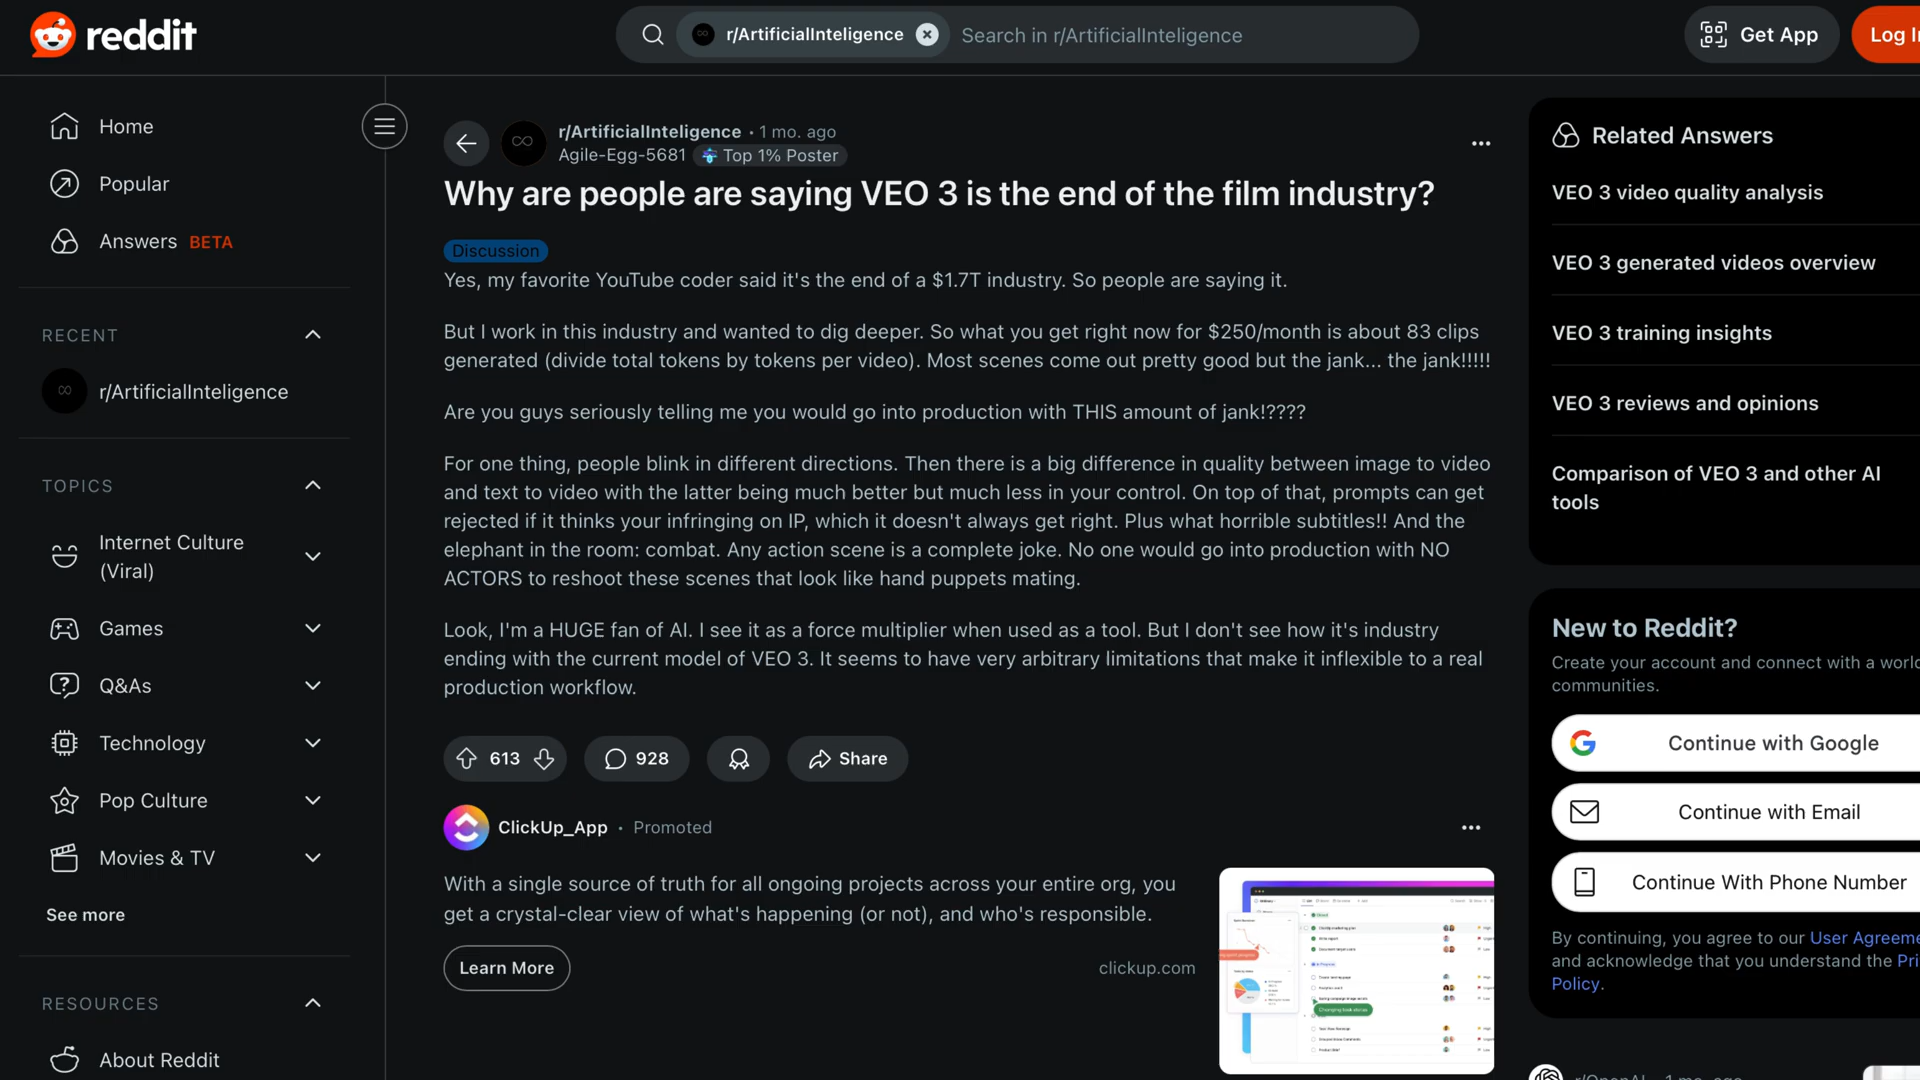 reddit
r/ArtificialInteligence
Search in r/ArtificialInteligence
Get App
Log I
Home
Popular
Answers BETA
RECENT
r/ArtificialInteligence
TOPICS
Internet Culture
(Viral)
Games
Q&As
Technology
Pop Culture
Movies & TV
See more
RESOURCES
About Reddit
r/ArtificialInteligence • 1 mo. ago
Agile-Egg-5681 Top 1% Poster
Why are people are saying VEO 3 is the end of the film industry?
Discussion
Yes, my favorite YouTube coder said it's the end of a $1.7T industry. So people are saying it.
But I work in this industry and wanted to dig deeper. So what you get right now for $250/month is about 83 clips
generated (divide total tokens by tokens per video). Most scenes come out pretty good but the jank... the jank!!!!!
Are you guys seriously telling me you would go into production with THIS amount of jank!????
For one thing, people blink in different directions. Then there is a big difference in quality between image to video
and text to video with the latter being much better but much less in your control. On top of that, prompts can get
rejected if it thinks your infringing on IP, which it doesn't always get right. Plus what horrible subtitles!! And the
elephant in the room: combat. Any action scene is a complete joke. No one would go into production with NO
ACTORS to reshoot these scenes that look like hand puppets mating.
Look, I'm a HUGE fan of AI. I see it as a force multiplier when used as a tool. But I don't see how it's industry
ending with the current model of VEO 3. It seems to have very arbitrary limitations that make it inflexible to a real
production workflow.
613
928
Share
ClickUp_App • Promoted
With a single source of truth for all ongoing projects across your entire org, you
get a crystal-clear view of what's happening (or not), and who's responsible.
Learn More
clickup.com
Related Answers
VEO 3 video quality analysis
VEO 3 generated videos overview
VEO 3 training insights
VEO 3 reviews and opinions
Comparison of VEO 3 and other AI
tools
New to Reddit?
Create your account and connect with a world
communities.
Continue with Google
Continue with Email
Continue With Phone Number
By continuing, you agree to our User Agreeme
and acknowledge that you understand the Pri
Policy.
r/OpenAI • 1 mo. ago